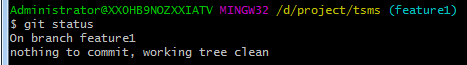 Administrator@XXOHB9NOZXXIATV MINGW32 /d/project/tsms (feature1)
$ git status
On branch feature1
nothing to commit, working tree clean